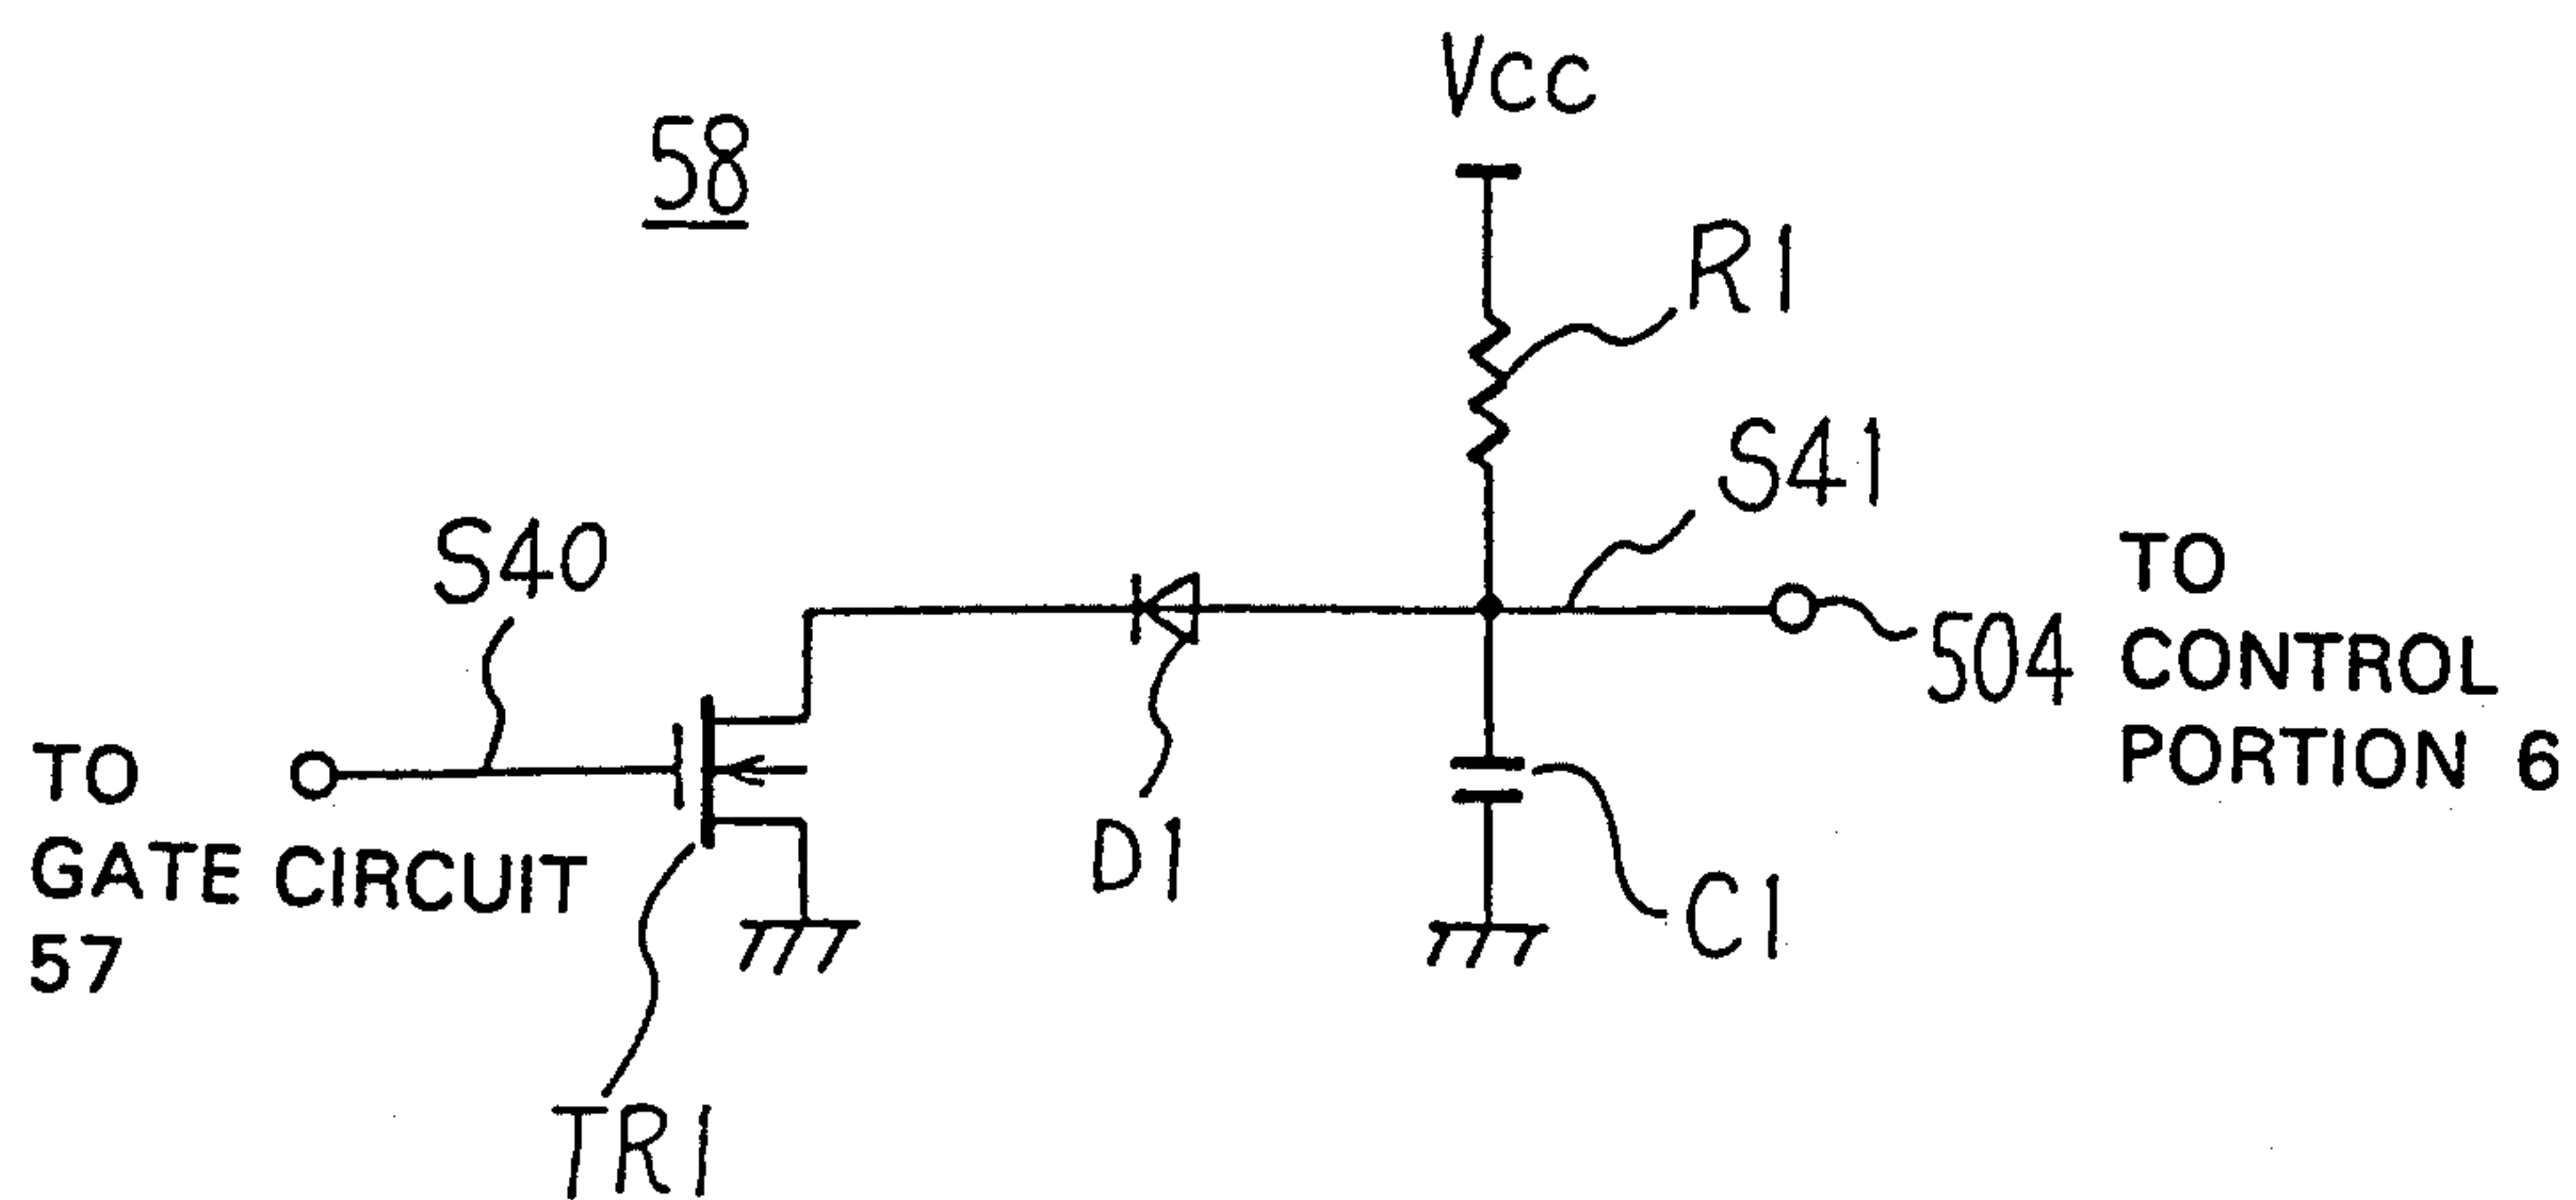 58
Vcc
R1
S41
S40
TO
CONTROL
PORTION 6
504
TO
GATE CIRCUIT
57
D1
C1
TR1